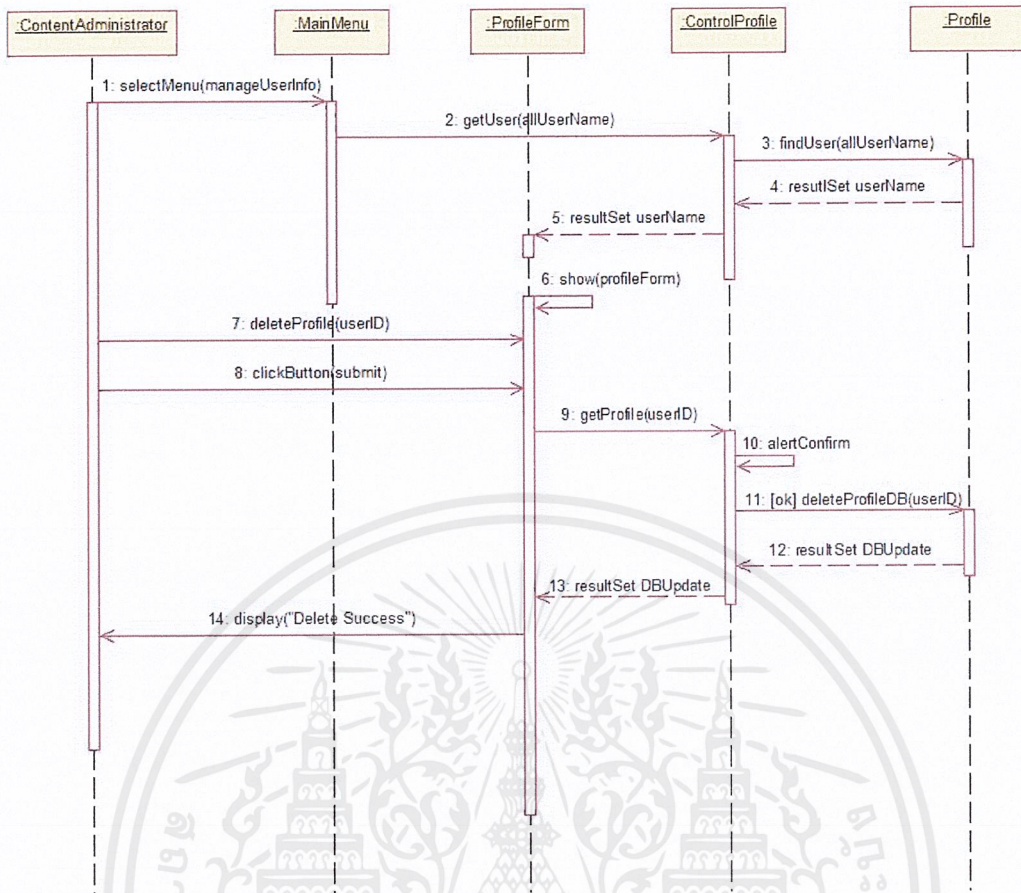 :ContentAdministrator
:MainMenu
:ProfileForm
:ControlProfile
:Profile
1: selectMenu(manageUserInfo)
2: getUser(allUserName)
3: findUser(allUserName)
4: resutlSet userName
5: resultSet userName
6: show(profileForm)
7: deleteProfile(userID)
8: clickButton(submit)
9: getProfile(userID)
10: alertConfirm
11: [ok] deleteProfileDB(userID)
12: resultSet DBUpdate
13: resultSet DBUpdate
14: display("Delete Success")